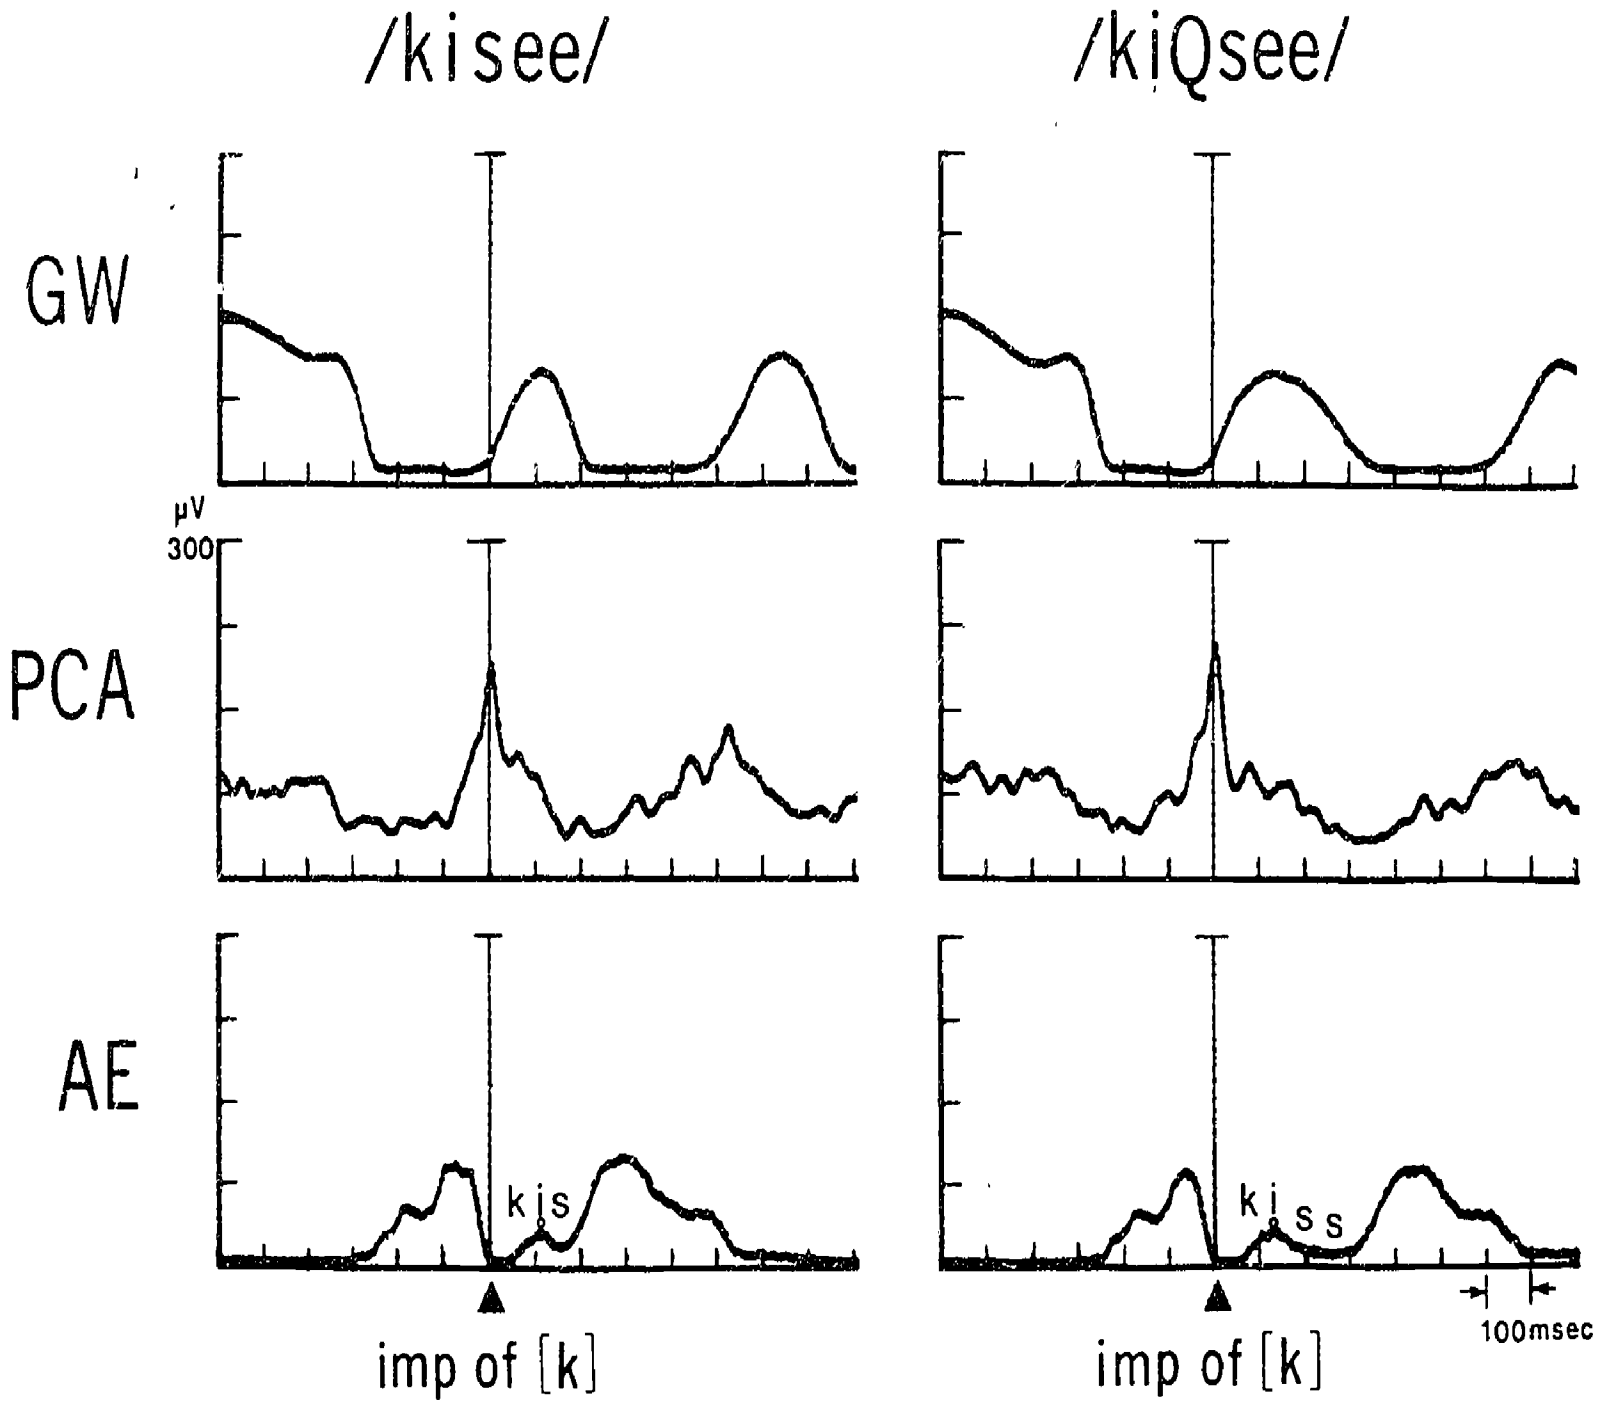 /kisee/
/kiQsee/
GW
μV
300
PCA
AE
k i̥ s
k i̥ s s
100msec
imp of [k]
imp of [k]